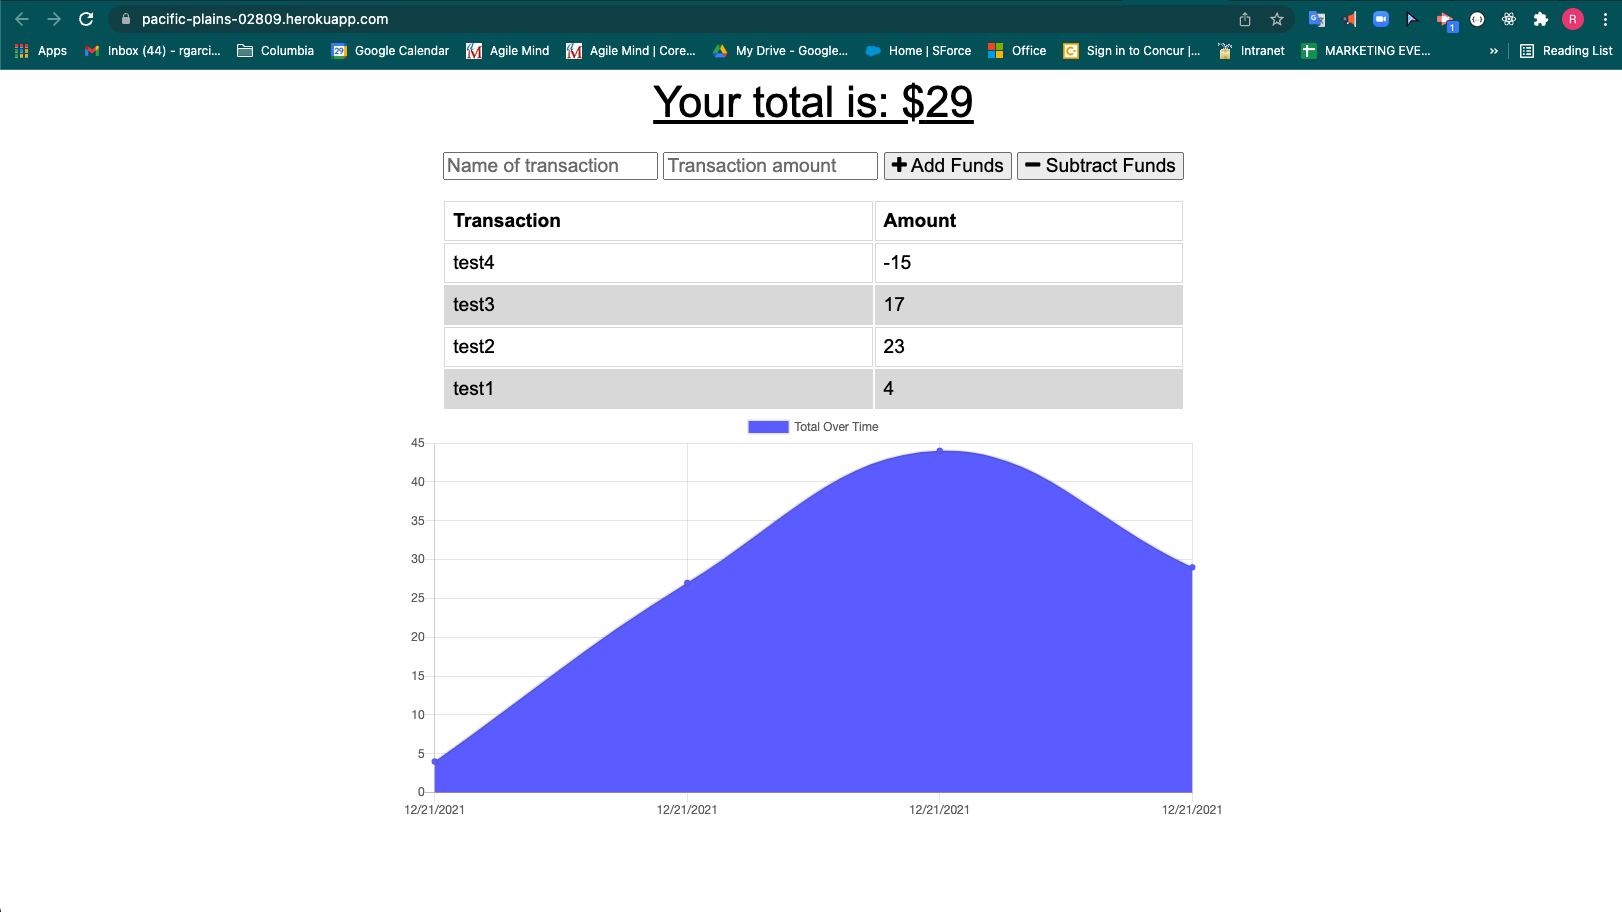 pacific-plains-02809.herokuapp.com
1
R
Apps
Inbox (44) - rgarci...
Columbia
29
Google Calendar
Agile Mind
Agile Mind | Core...
My Drive - Google...
Home | SForce
Office
Sign in to Concur |...
Intranet
MARKETING EVE...
»
Reading List
Your total is: $29
Name of transaction Transaction amount + Add Funds − Subtract Funds
Transaction Amount
test4 -15
test3 17
test2 23
test1 4
Total Over Time
45
40
35
30
25
20
15
10
5
0
12/21/2021 12/21/2021 12/21/2021 12/21/2021